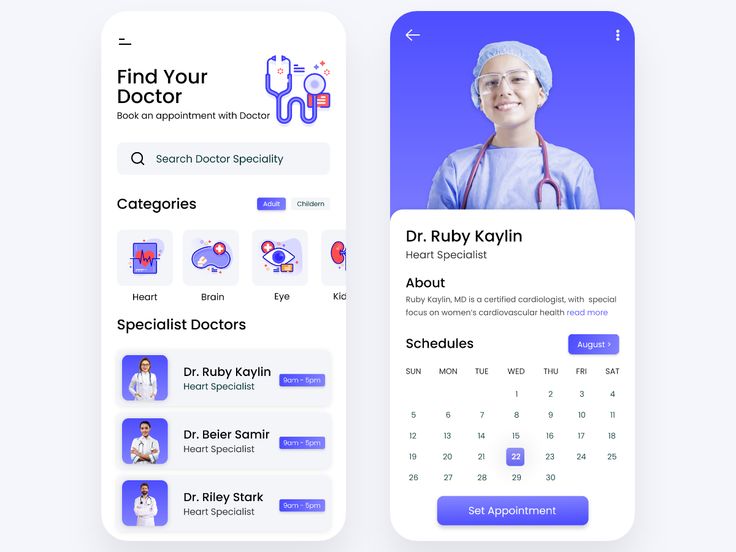 Find Your
Doctor
Book an appointment with Doctor
Search Doctor Speciality
Categories
Adult
Childern
Heart
Brain
Eye
Kid
Specialist Doctors
Dr. Ruby Kaylin
Heart Specialist
9am - 5pm
Dr. Beier Samir
Heart Specialist
9am - 5pm
Dr. Riley Stark
Heart Specialist
9am - 5pm
Dr. Ruby Kaylin
Heart Specialist
About
Ruby Kaylin, MD is a certified cardiologist, with special
focus on women's cardiovascular health read more
Schedules
August >
SUN MON TUE WED THU FRI SAT
1 2 3 4
5 6 7 8 9 10 11
12 13 14 15 16 17 18
19 20 21 22 23 24 25
26 27 28 29 30
Set Appointment